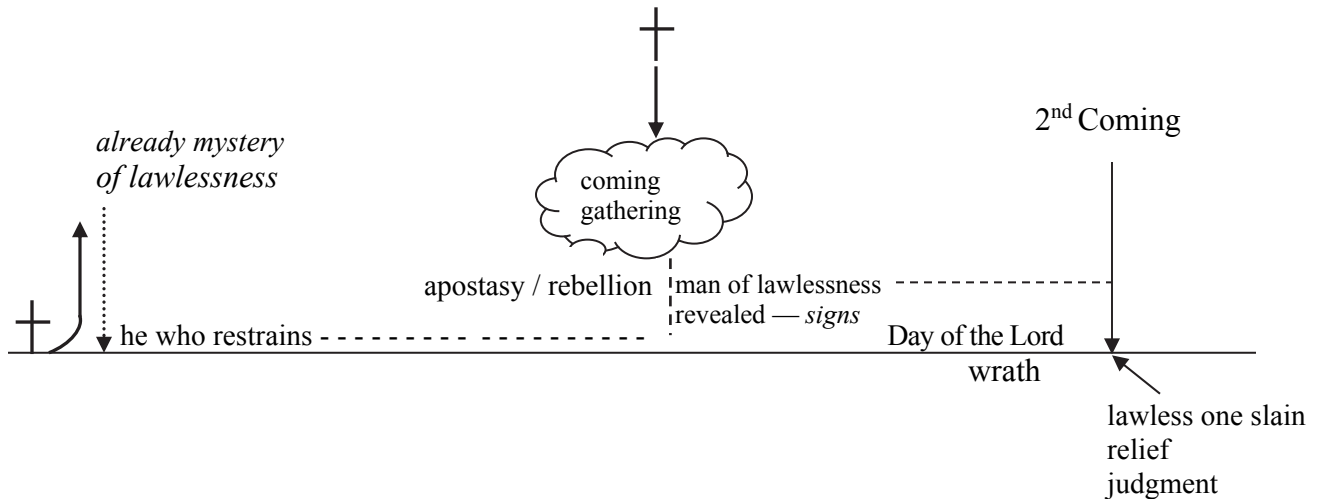 already mystery
of lawlessness
2nd Coming
coming
gathering
apostasy / rebellion
man of lawlessness
revealed — signs
he who restrains
Day of the Lord
wrath
lawless one slain
relief
judgment